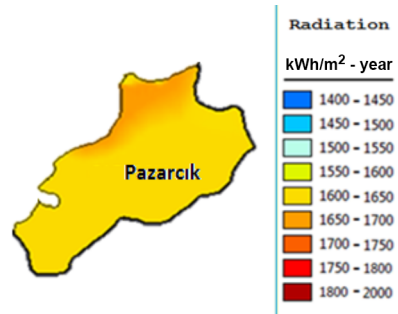 Pazarcık
Radiation
kWh/m2 - year
1400 - 1450
1450 - 1500
1500 - 1550
1550 - 1600
1600 - 1650
1650 - 1700
1700 - 1750
1750 - 1800
1800 - 2000